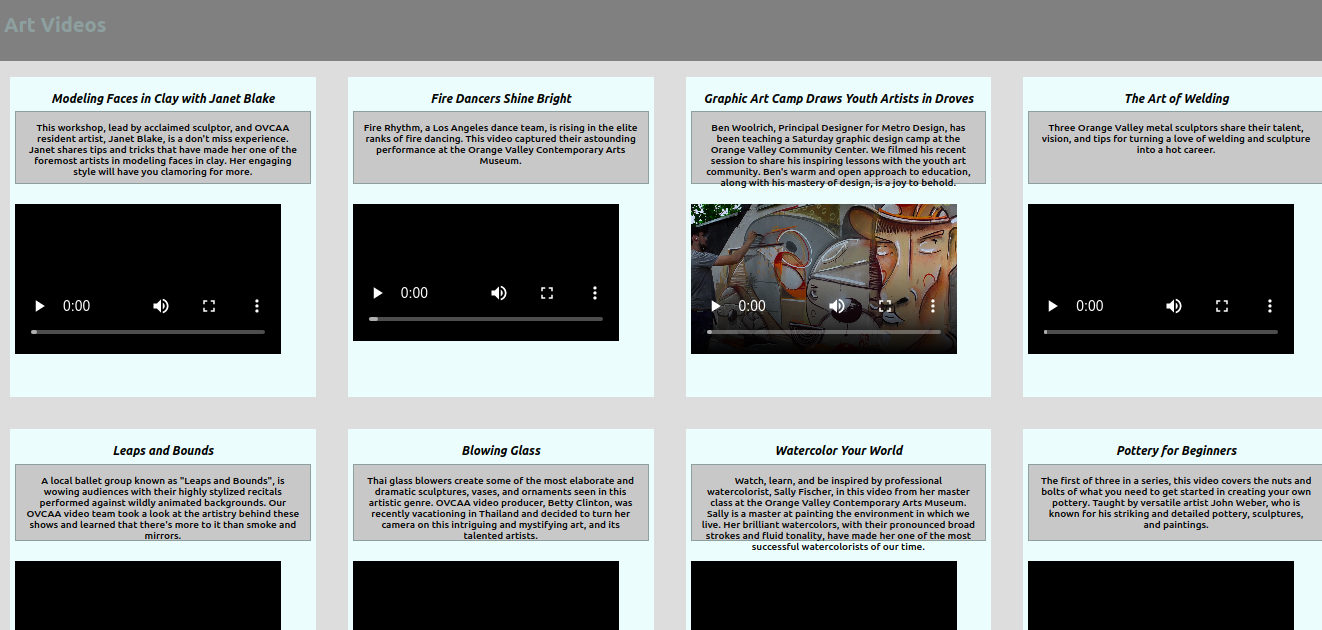 Art Videos
Modeling Faces in Clay with Janet Blake
This workshop, lead by acclaimed sculptor, and OVCAA
resident artist, Janet Blake, is a don't miss experience.
Janet shares tips and tricks that have made her one of the
foremost artists in modeling faces in clay. Her engaging
style will have you clamoring for more.
0:00
Fire Dancers Shine Bright
Fire Rhythm, a Los Angeles dance team, is rising in the elite
ranks of fire dancing. This video captured their astounding
performance at the Orange Valley Contemporary Arts
Museum.
0:00
Graphic Art Camp Draws Youth Artists in Droves
Ben Woolrich, Principal Designer for Metro Design, has
been teaching a Saturday graphic design camp at the
Orange Valley Community Center. We filmed his recent
session to share his inspiring lessons with the youth art
community. Ben's warm and open approach to education,
along with his mastery of design, is a joy to behold.
0:00
The Art of Welding
Three Orange Valley metal sculptors share their talent,
vision, and tips for turning a love of welding and sculpture
into a hot career.
0:00
Leaps and Bounds
A local ballet group known as "Leaps and Bounds", is
wowing audiences with their highly stylized recitals
performed against wildly animated backgrounds. Our
OVCAA video team took a look at the artistry behind these
shows and learned that there's more to it than smoke and
mirrors.
Blowing Glass
Thai glass blowers create some of the most elaborate and
dramatic sculptures, vases, and ornaments seen in this
artistic genre. OVCAA video producer, Betty Clinton, was
recently vacationing in Thailand and decided to turn her
camera on this intriguing and mystifying art, and its
talented artists.
Watercolor Your World
Watch, learn, and be inspired by professional
watercolorist, Sally Fischer, in this video from her master
class at the Orange Valley Contemporary Arts Museum.
Sally is a master at painting the environment in which we
live. Her brilliant watercolors, with their pronounced broad
strokes and fluid tonality, have made her one of the most
successful watercolorists of our time.
Pottery for Beginners
The first of three in a series, this video covers the nuts and
bolts of what you need to get started in creating your own
pottery. Taught by versatile artist John Weber, who is
known for his striking and detailed pottery, sculptures,
and paintings.